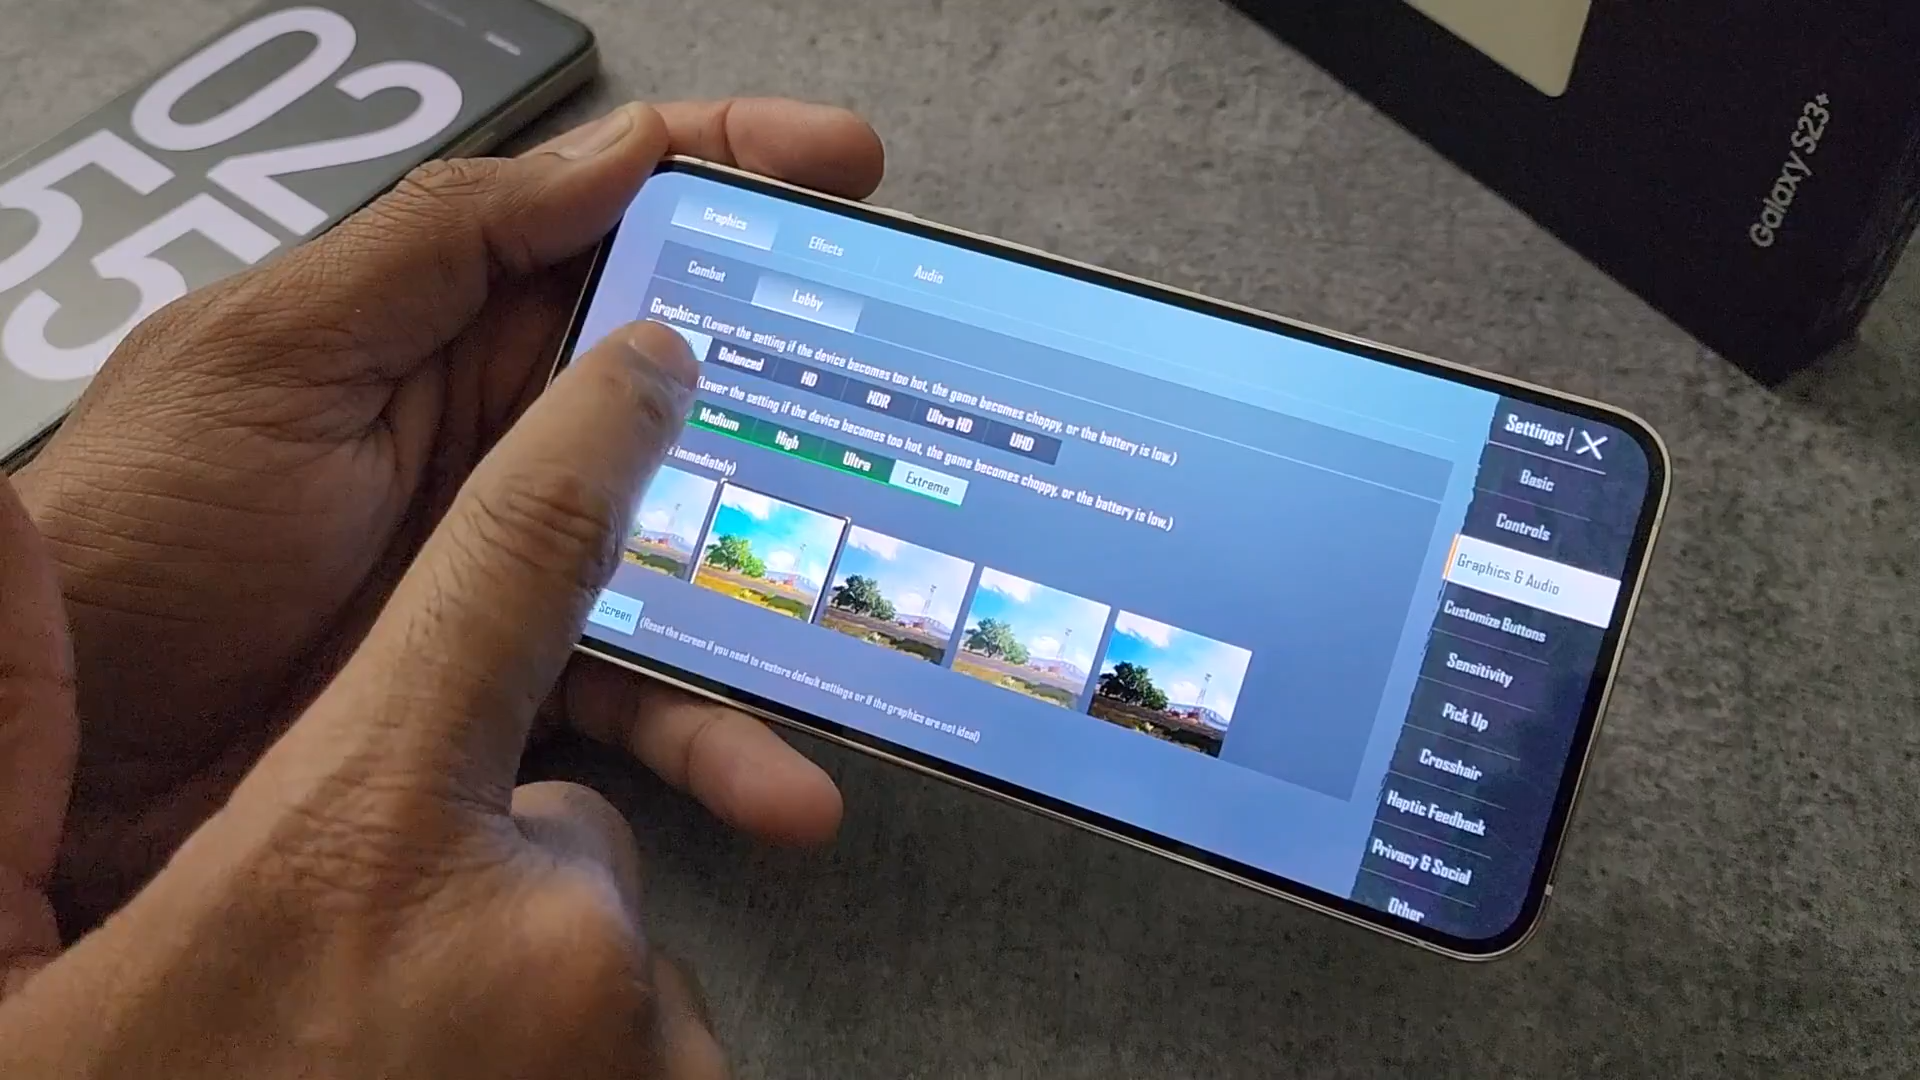 02
55
Galaxy S23+
Graphics
Effects
Audio
Combat
Lobby
Graphics (Lower the setting if the device becomes too hot, the game becomes choppy, or the battery is low.)
Balanced
HD
HDR
Ultra HD
UHD
(Lower the setting if the device becomes too hot, the game becomes choppy, or the battery is low.)
Medium
High
Ultra
Extreme
immediately)
Screen
(Reset the screen if you need to restore default settings or if the graphics are not ideal)
Settings
Basic
Controls
Graphics & Audio
Customize Buttons
Sensitivity
Pick Up
Crosshair
Haptic Feedback
Privacy & Social
Other